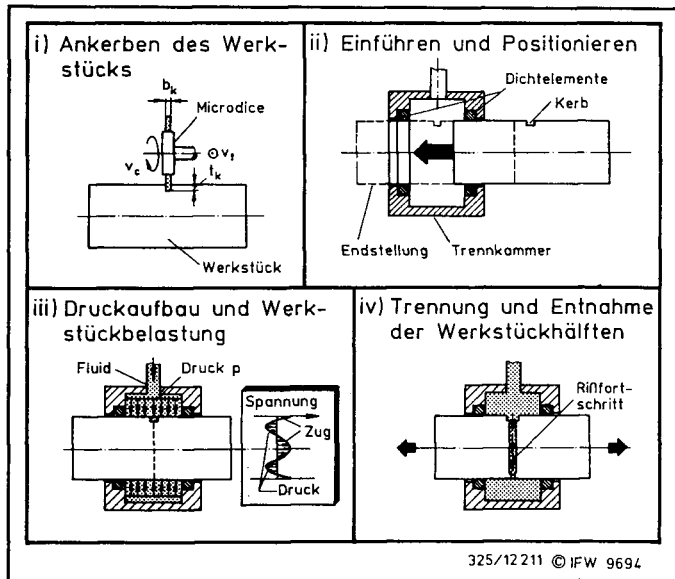 i) Ankerben des Werk-
stücks
b_k
Microdice
v_c
v_f
t_k
Werkstück
ii) Einführen und Positionieren
Dichtelemente
Kerb
Endstellung
Trennkammer
iii) Druckaufbau und Werk-
stückbelastung
Fluid
Druck p
Spannung
Zug
Druck
iv) Trennung und Entnahme
der Werkstückhälften
Rißfort-
schritt
325/12211 © IFW 9694